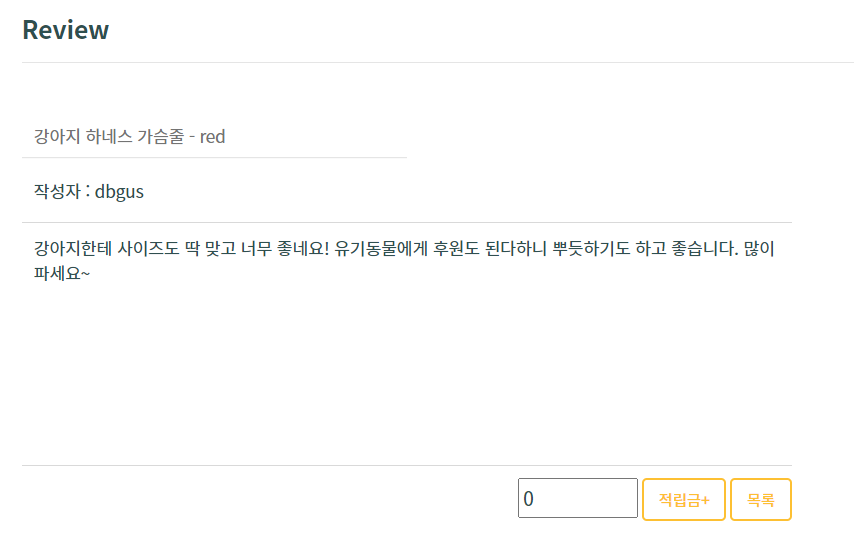 Review
강아지 하네스 가슴줄 - red
작성자 : dbgus
강아지한테 사이즈도 딱 맞고 너무 좋네요! 유기동물에게 후원도 된다하니 뿌듯하기도 하고 좋습니다. 많이
파세요~
0 적립금+ 목록